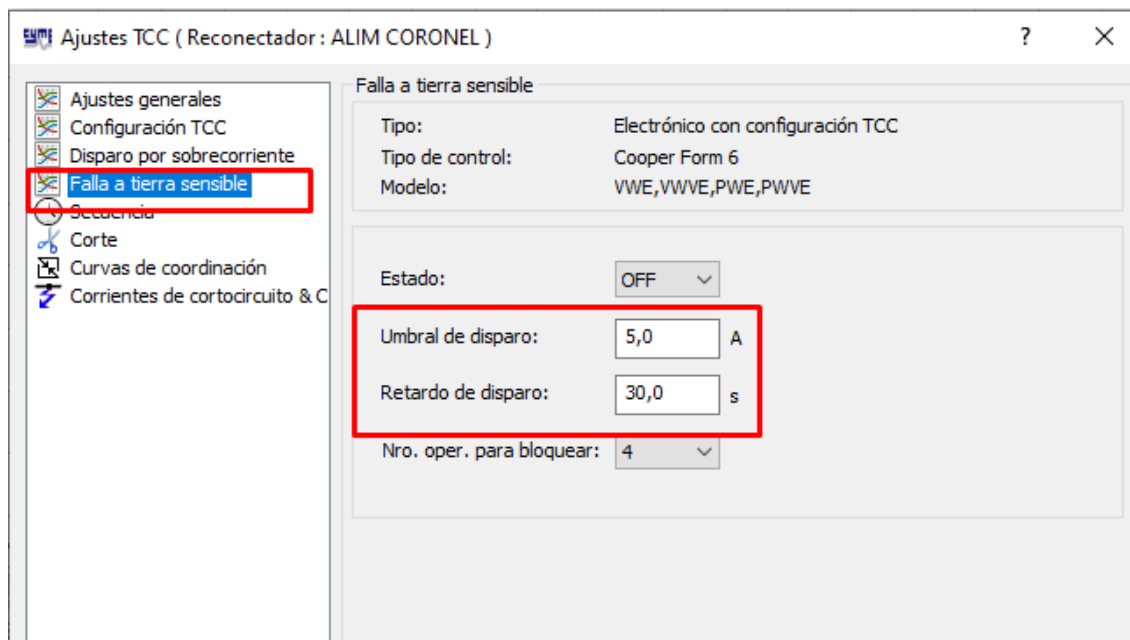 Ajustes TCC ( Reconectador : ALIM CORONEL )
Ajustes generales
Configuración TCC
Disparo por sobrecorriente
Falla a tierra sensible
Secuencia
Corte
Curvas de coordinación
Corrientes de cortocircuito & C
Falla a tierra sensible
Tipo: Electrónico con configuración TCC
Tipo de control: Cooper Form 6
Modelo: VWE,VWVE,PWE,PWVE
Estado: OFF
Umbral de disparo: 5,0 A
Retardo de disparo: 30,0 s
Nro. oper. para bloquear: 4